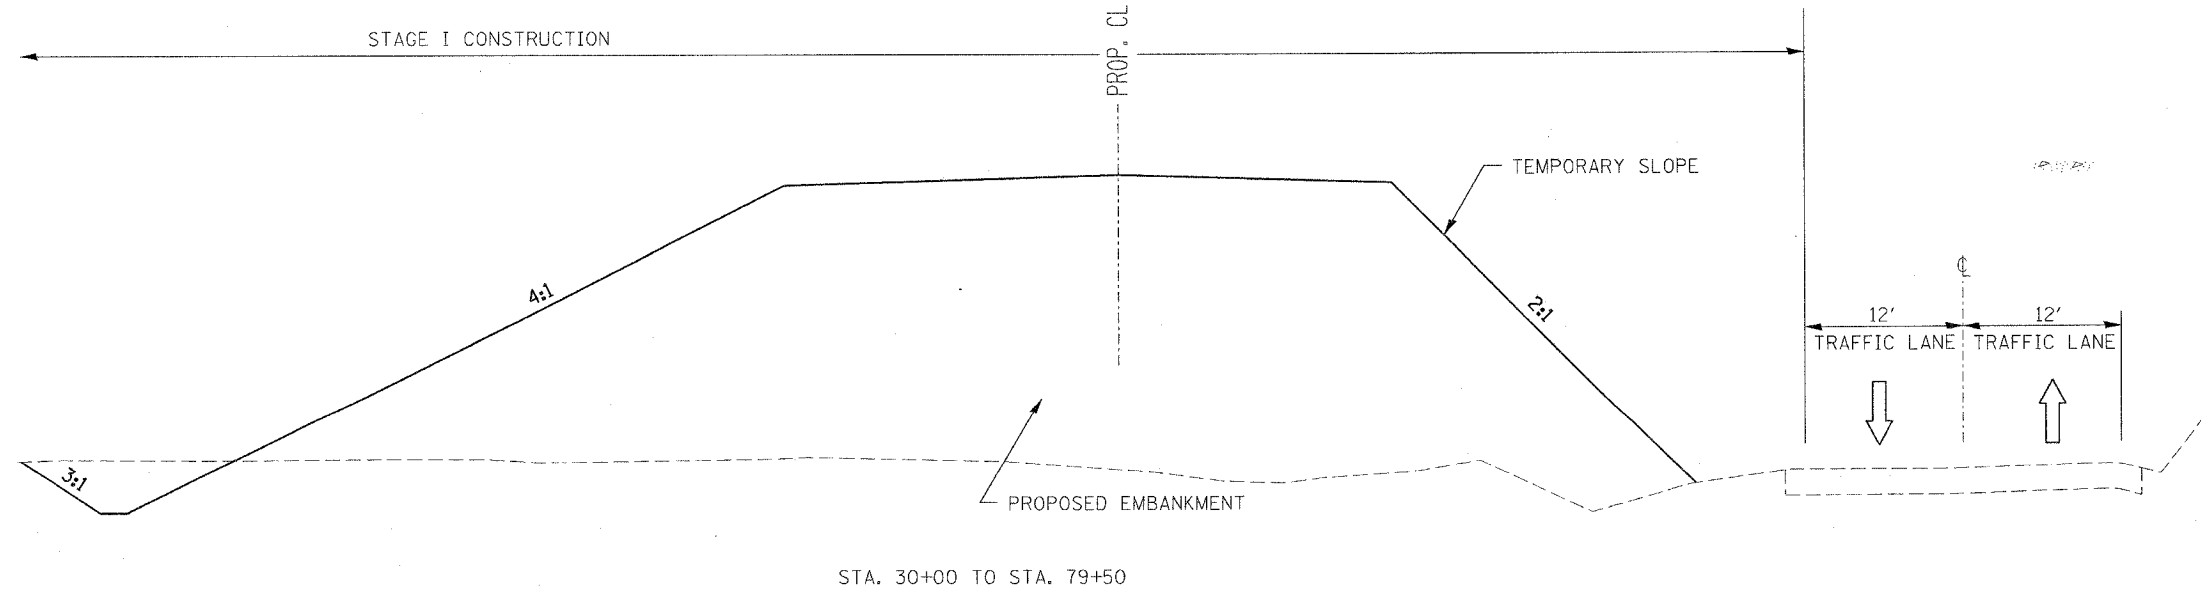 STAGE I CONSTRUCTION
PROP. CL
TEMPORARY SLOPE
4:1
2:1
℄
12' 12'
TRAFFIC LANE TRAFFIC LANE
3:1
PROPOSED EMBANKMENT
STA. 30+00 TO STA. 79+50